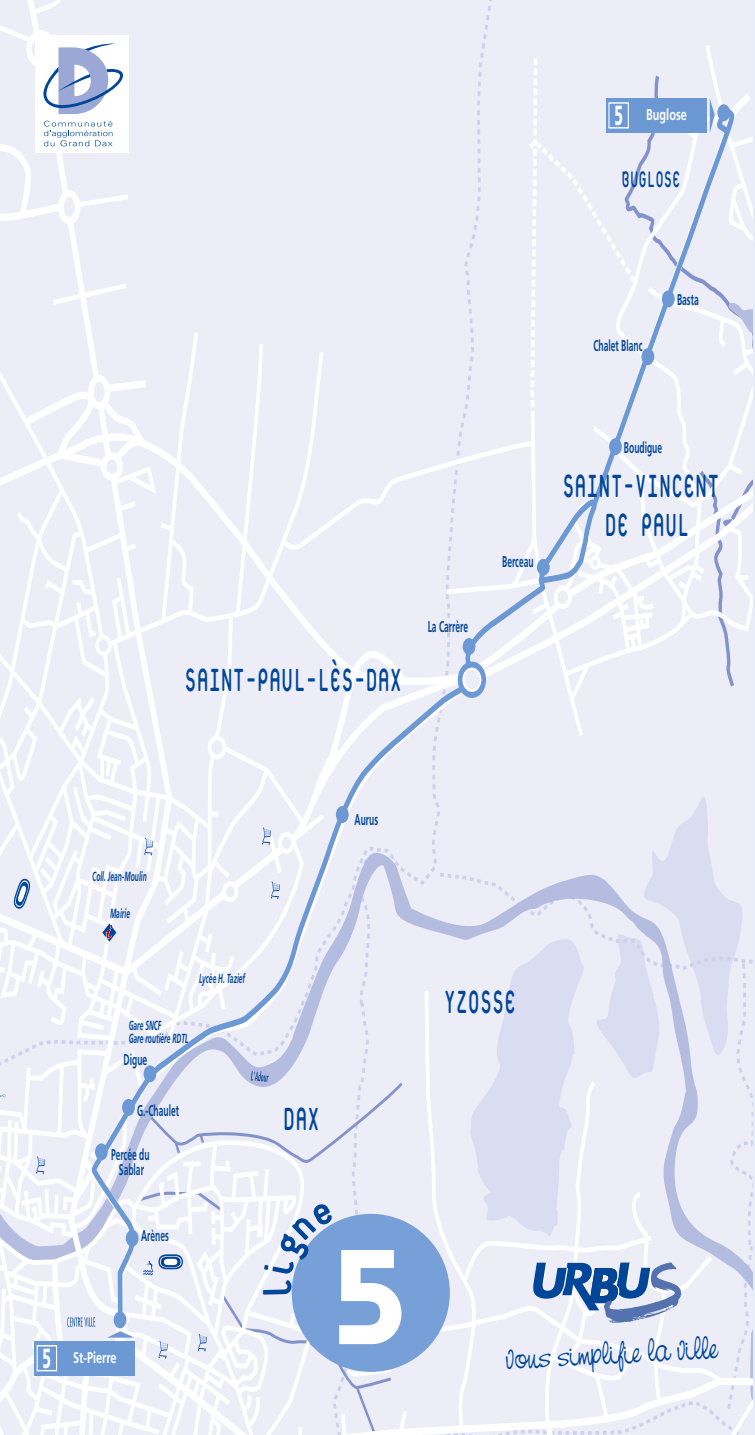 Communauté
d'agglomération
du Grand Dax
5 Buglose
BUGLOSE
Basta
Chalet Blanc
Boudigue
SAINT-VINCENT
DE PAUL
Berceau
La Carrère
SAINT-PAUL-LÈS-DAX
Aurus
Coll. Jean-Moulin
Mairie
Lycée H. Tazief
YZOSSE
Gare SNCF
Gare routière RDTL
Digue
L'Adour
G.-Chaulet
DAX
Percée du
Sablar
Arènes
Ligne
5
URBUS
vous simplifie la ville
CENTRE VILLE
5 St-Pierre